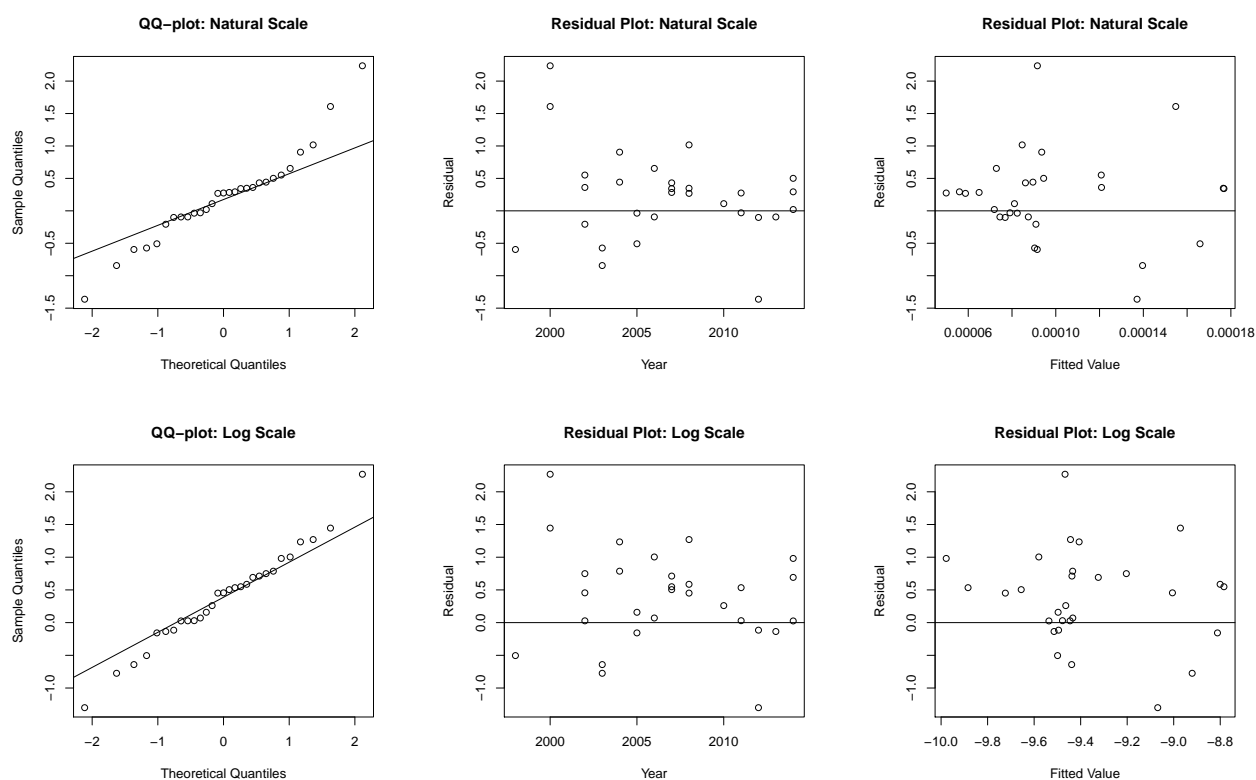 QQ−plot: Natural Scale
Sample Quantiles
−1.5 −0.5 0.5 1.0 1.5 2.0
−2 −1 0 1 2
Theoretical Quantiles
Residual Plot: Natural Scale
Residual
−1.5 −0.5 0.5 1.0 1.5 2.0
2000 2005 2010
Year
Residual Plot: Natural Scale
Residual
−1.5 −0.5 0.5 1.0 1.5 2.0
0.00006 0.00010 0.00014 0.00018
Fitted Value
QQ−plot: Log Scale
Sample Quantiles
−1.0 0.0 0.5 1.0 1.5 2.0
−2 −1 0 1 2
Theoretical Quantiles
Residual Plot: Log Scale
Residual
−1.0 0.0 0.5 1.0 1.5 2.0
2000 2005 2010
Year
Residual Plot: Log Scale
Residual
−1.0 0.0 0.5 1.0 1.5 2.0
−10.0 −9.8 −9.6 −9.4 −9.2 −9.0 −8.8
Fitted Value